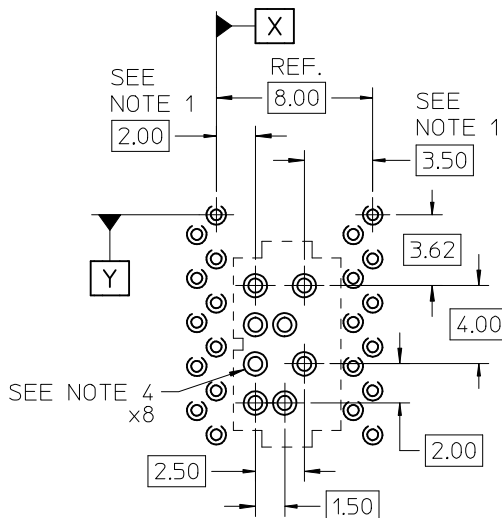 X
SEE
NOTE 1
2.00
REF.
8.00
SEE
NOTE 1
3.50
Y
3.62
4.00
SEE NOTE 4
x8
2.00
2.50
1.50